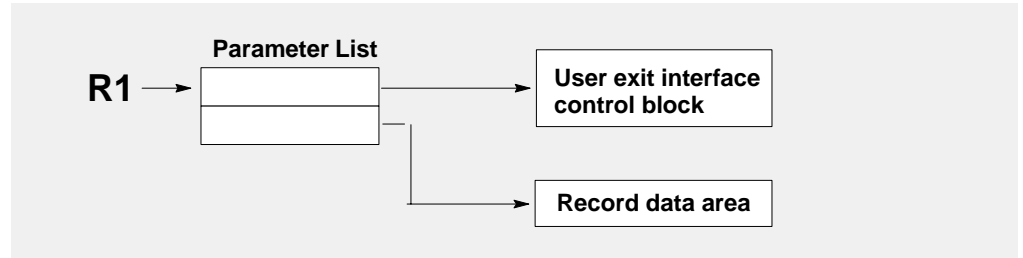 Parameter List
R1
User exit interface
control block
Record data area